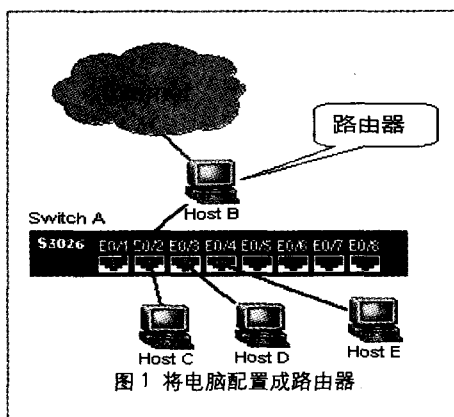 路由器
Host B
Switch A
S3026 E0/1 E0/2 E0/3 E0/4 E0/5 E0/6 E0/7 E0/8
Host C Host D Host E
图1 将电脑配置成路由器